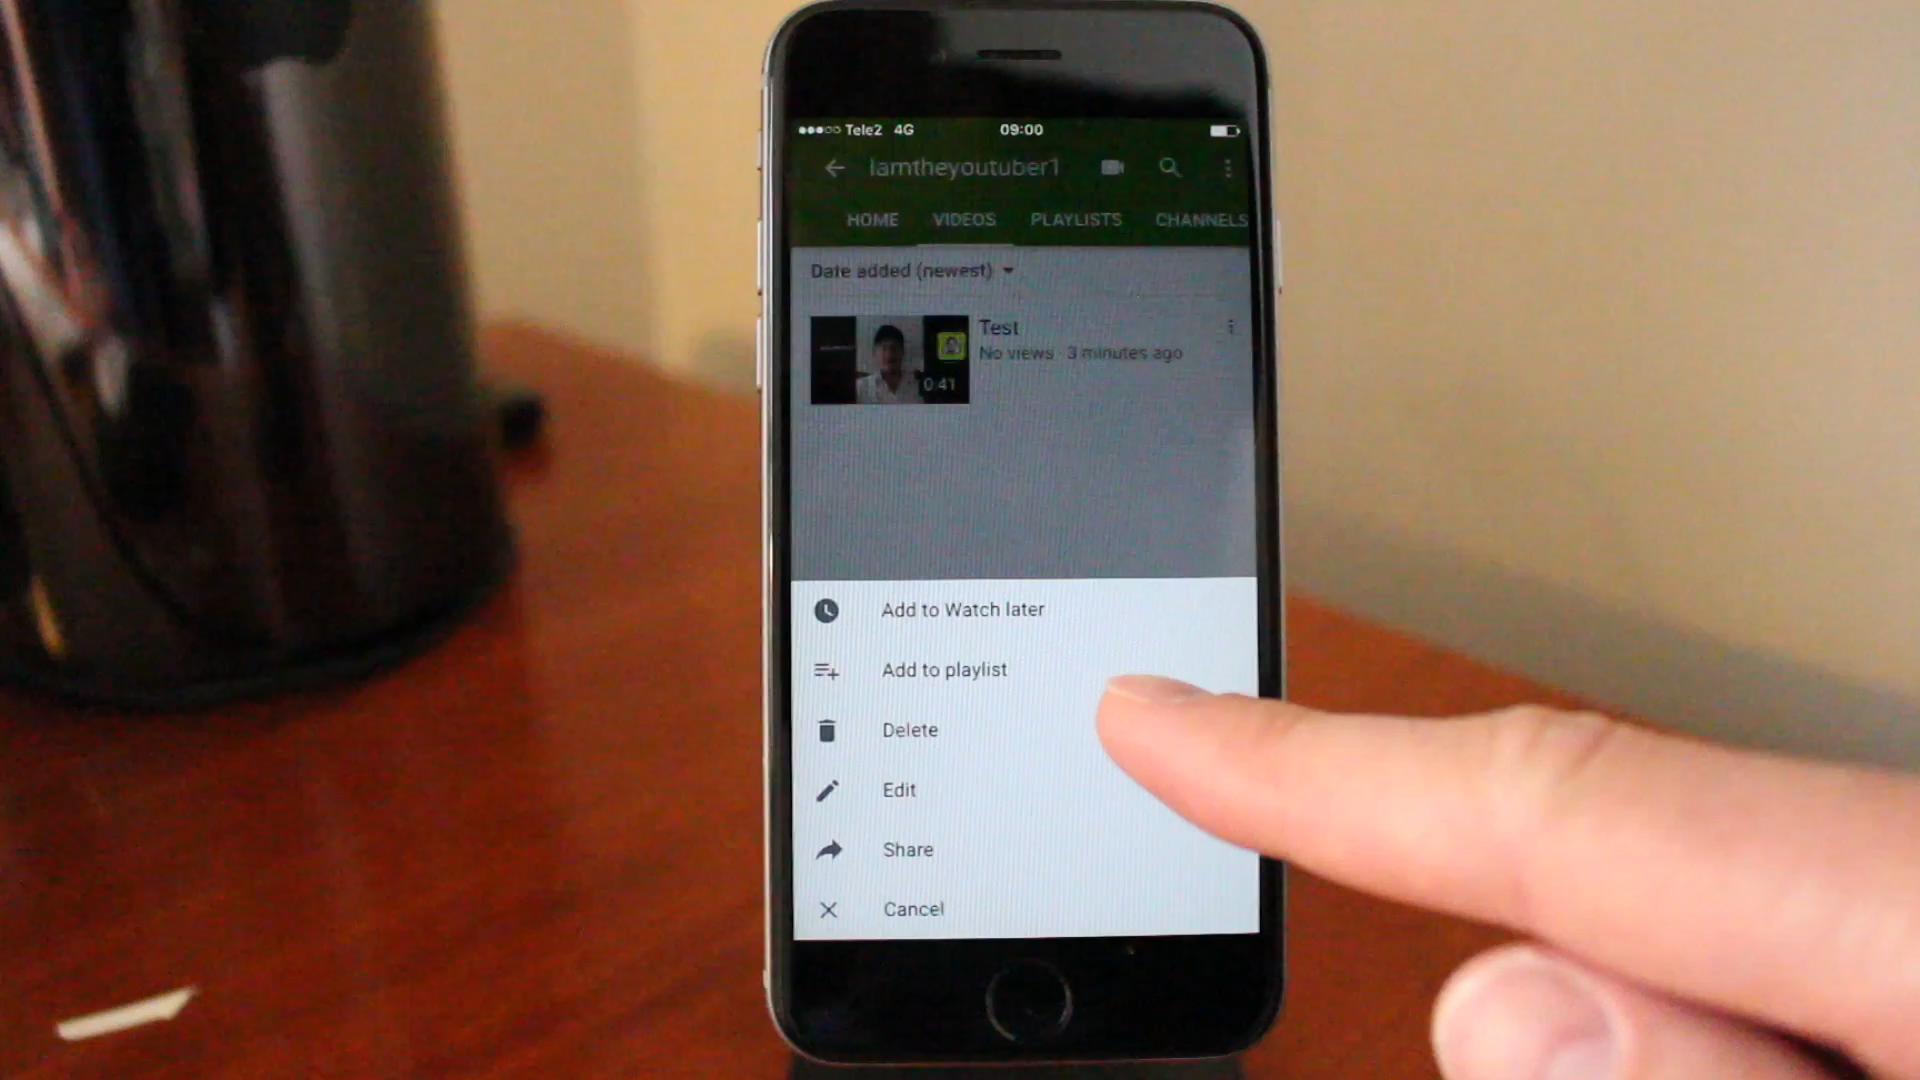 Tele2 4G 09:00
Iamtheyoutuber1
HOME VIDEOS PLAYLISTS CHANNELS
Date added (newest)
Test
No views · 3 minutes ago
0:41
Add to Watch later
Add to playlist
Delete
Edit
Share
Cancel